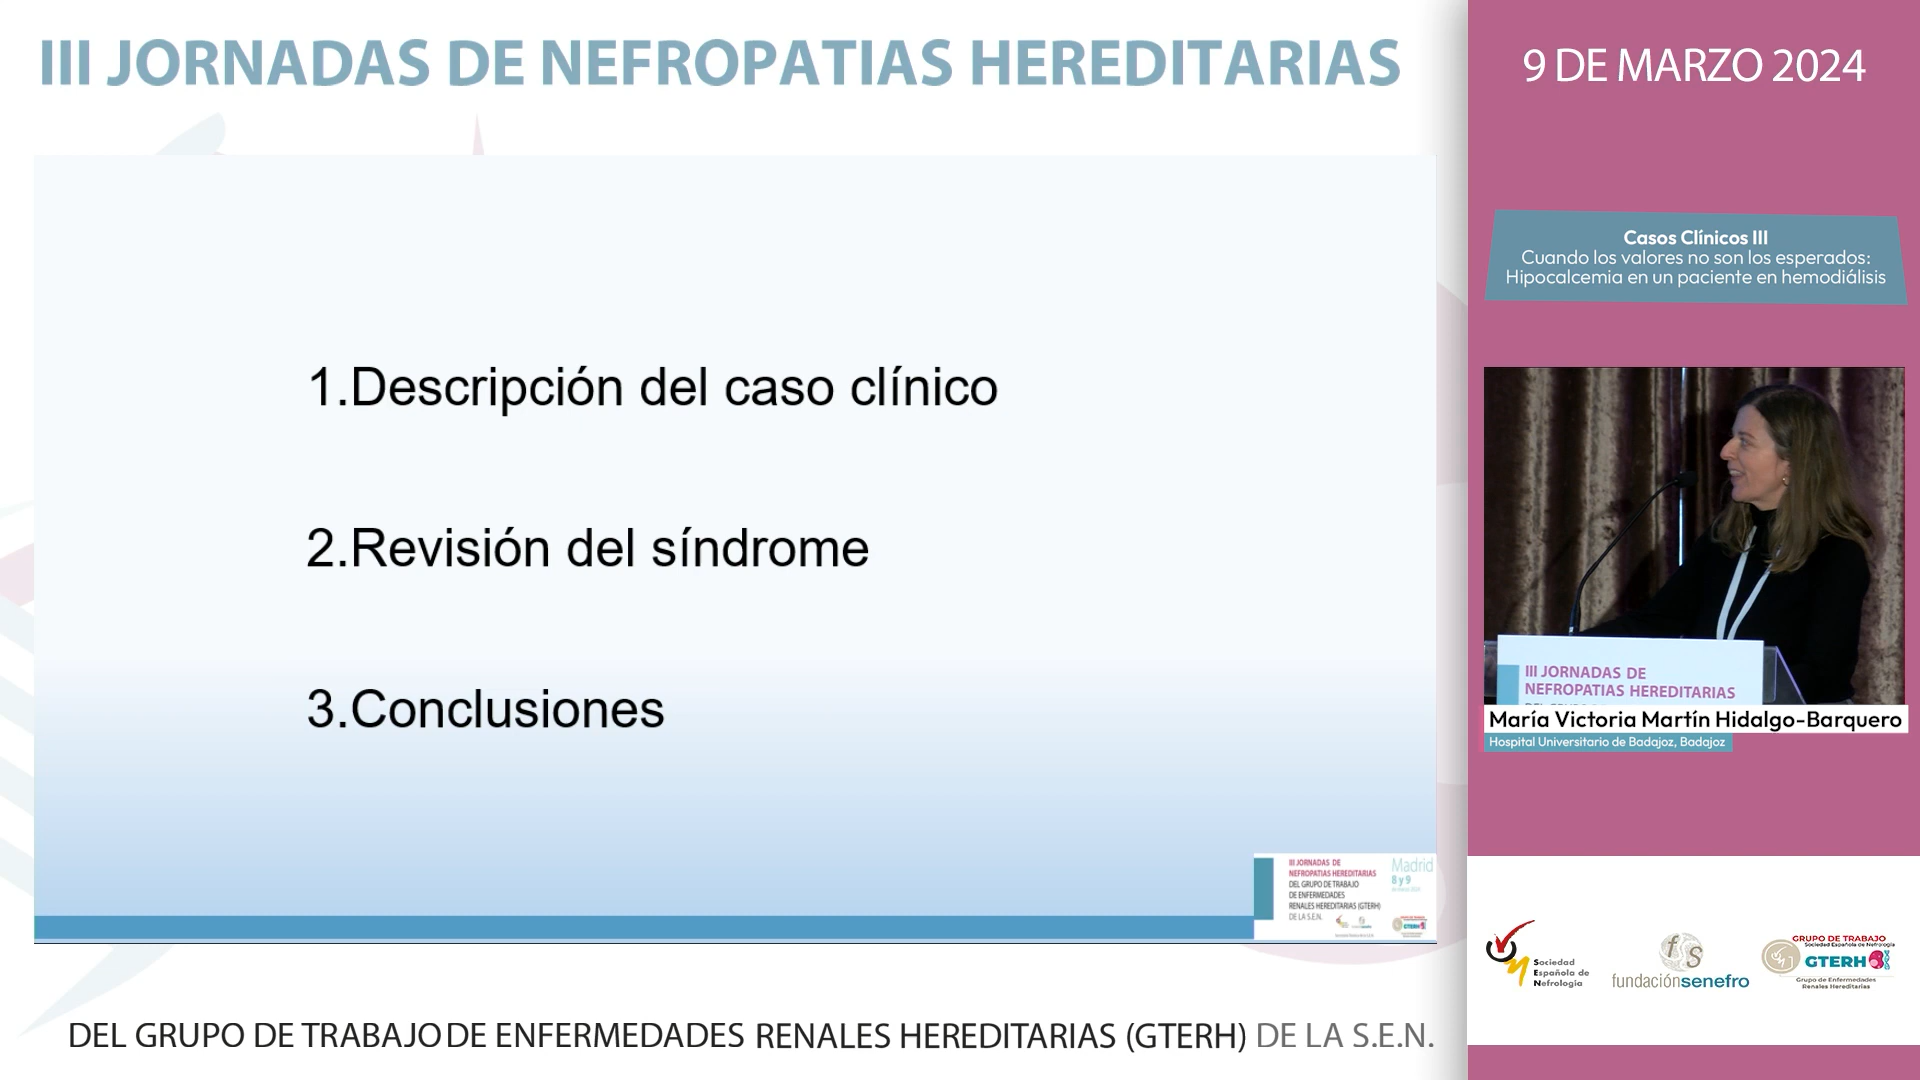 III JORNADAS DE NEFROPATIAS HEREDITARIAS
1.Descripción del caso clínico
2.Revisión del síndrome
3.Conclusiones
III JORNADAS DE
NEFROPATIAS HEREDITARIAS
DEL GRUPO DE TRABAJO
DE ENFERMEDADES
RENALES HEREDITARIAS (GTERH)
DE LA S.E.N.
Madrid
8 y 9
GTERH
DEL GRUPO DE TRABAJO DE ENFERMEDADES RENALES HEREDITARIAS (GTERH) DE LA S.E.N.
9 DE MARZO 2024
Casos Clínicos III
Cuando los valores no son los esperados:
Hipocalcemia en un paciente en hemodiálisis
III JORNADAS DE
NEFROPATIAS HEREDITARIAS
María Victoria Martín Hidalgo-Barquero
Hospital Universitario de Badajoz, Badajoz
Sociedad
Española de
Nefrología
fundaciónsenefro
GRUPO DE TRABAJO
Sociedad Española de Nefrología
GTERH
Grupo de Enfermedades
Renales Hereditarias